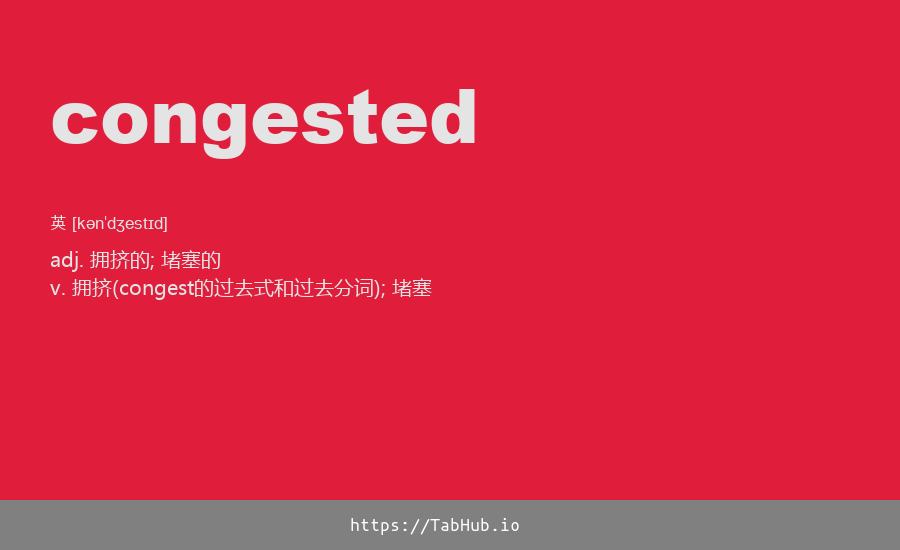 congested
英 [kən'dʒestɪd]
adj. 拥挤的; 堵塞的
v. 拥挤(congest的过去式和过去分词); 堵塞
https://TabHub.io